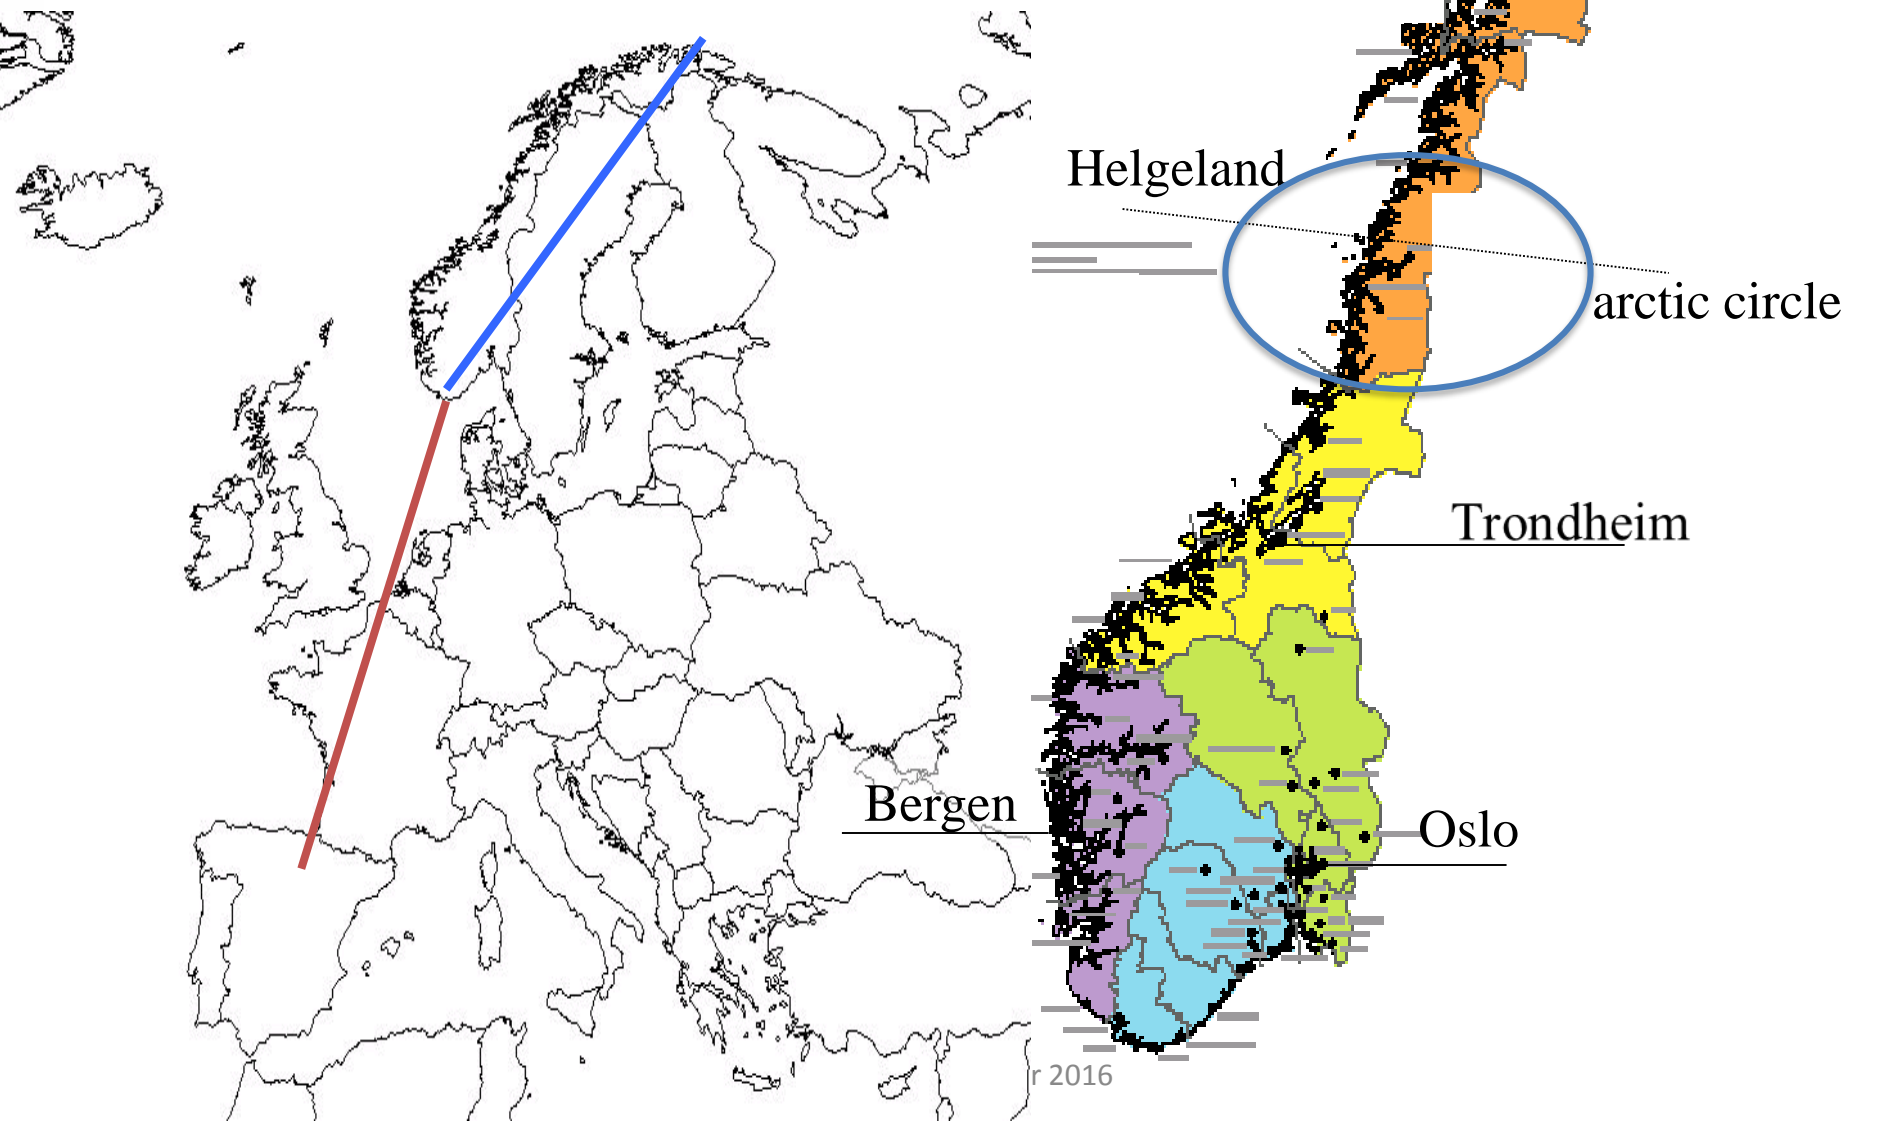 Helgeland
arctic circle
Trondheim
Bergen
Oslo
r 2016